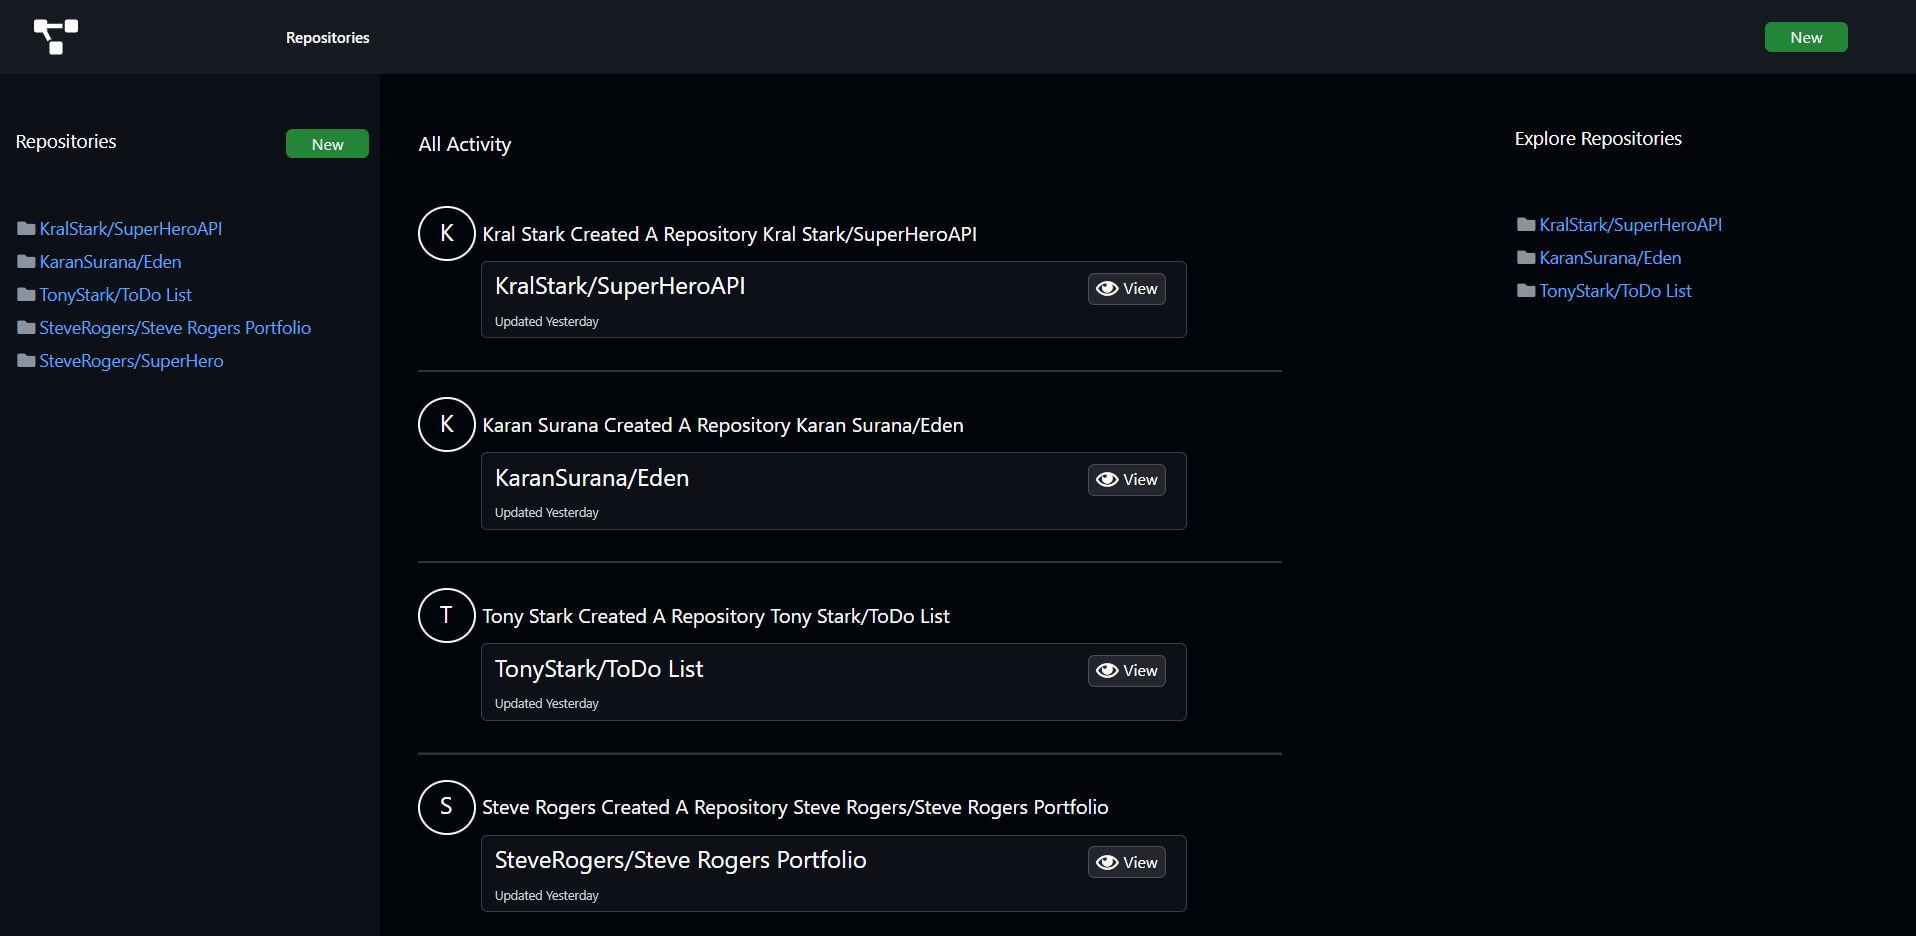 Repositories
New
Repositories
New
KralStark/SuperHeroAPI
KaranSurana/Eden
TonyStark/ToDo List
SteveRogers/Steve Rogers Portfolio
SteveRogers/SuperHero
All Activity
K
Kral Stark Created A Repository Kral Stark/SuperHeroAPI
KralStark/SuperHeroAPI
View
Updated Yesterday
K
Karan Surana Created A Repository Karan Surana/Eden
KaranSurana/Eden
View
Updated Yesterday
T
Tony Stark Created A Repository Tony Stark/ToDo List
TonyStark/ToDo List
View
Updated Yesterday
S
Steve Rogers Created A Repository Steve Rogers/Steve Rogers Portfolio
SteveRogers/Steve Rogers Portfolio
View
Updated Yesterday
Explore Repositories
KralStark/SuperHeroAPI
KaranSurana/Eden
TonyStark/ToDo List